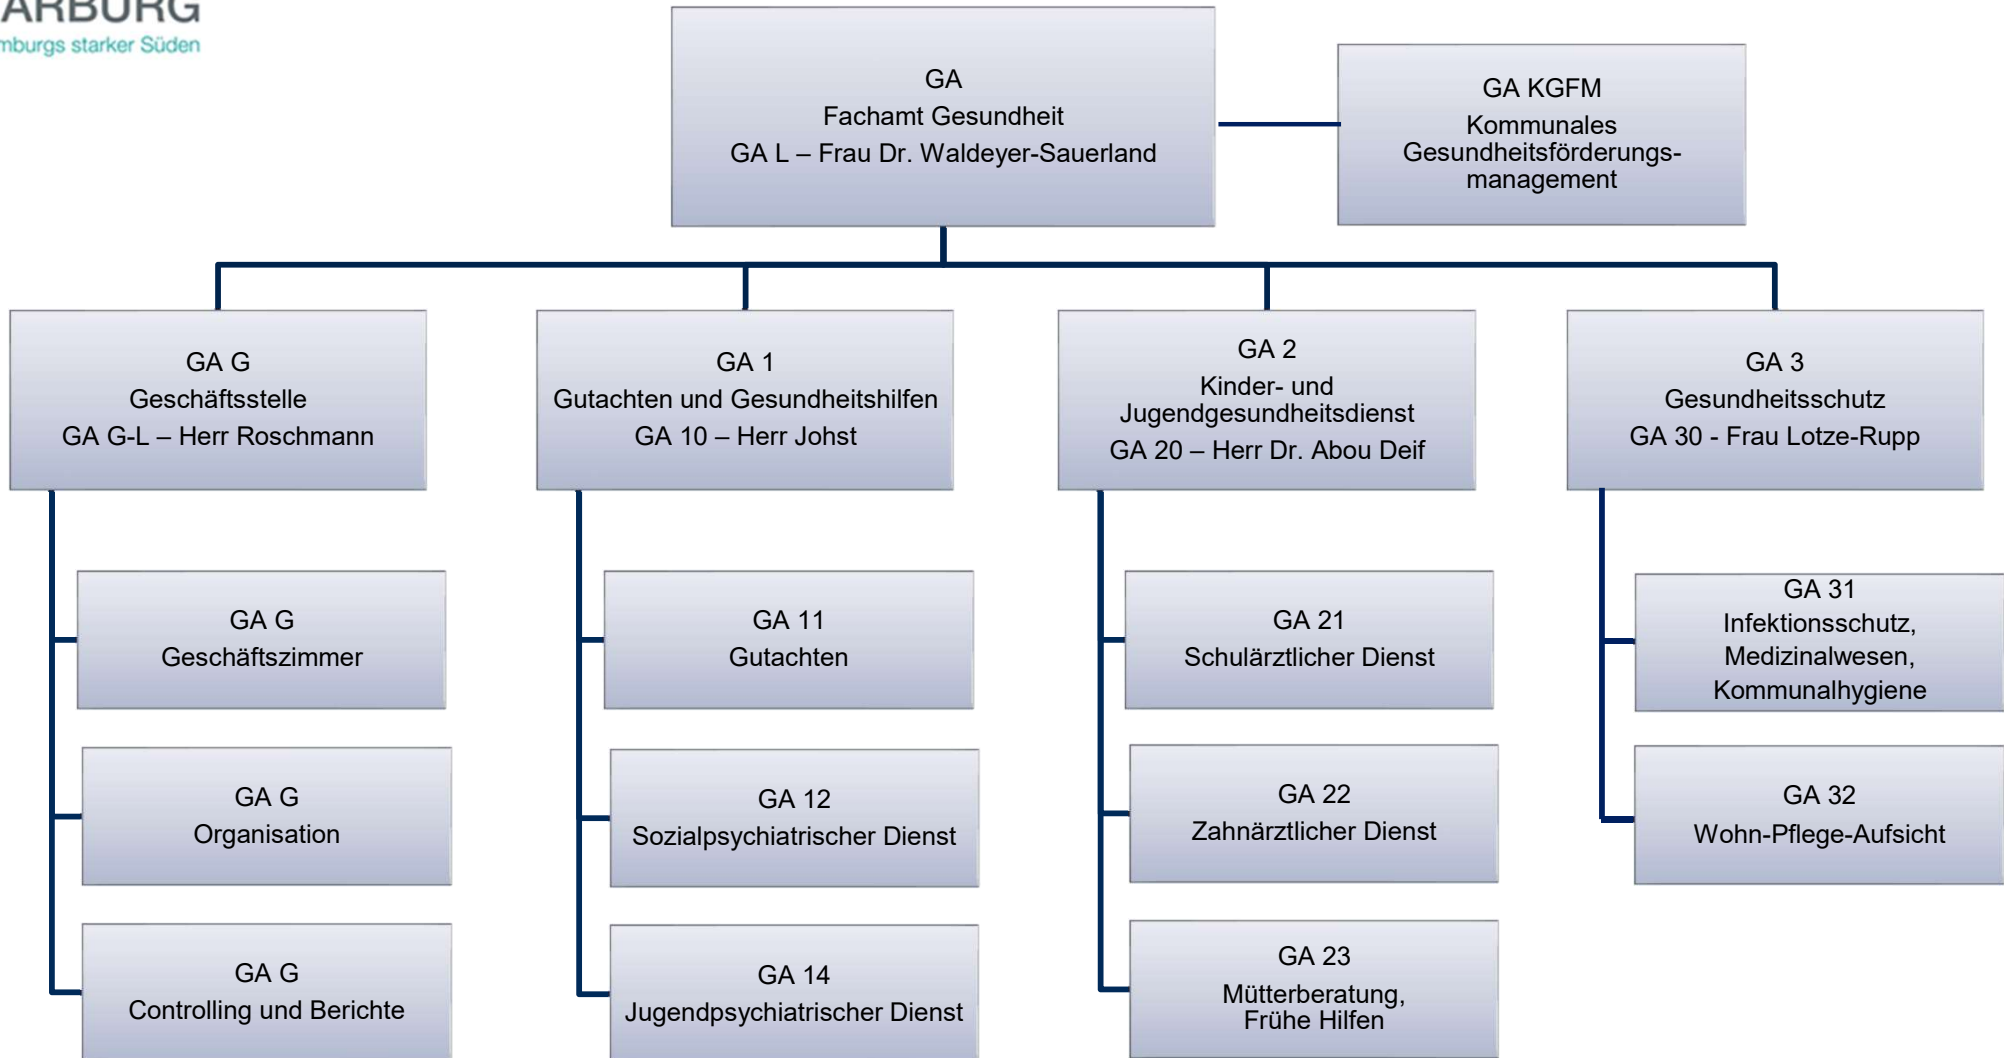 ARBURG
mburgs starker Süden
GA
Fachamt Gesundheit
GA L – Frau Dr. Waldeyer-Sauerland
GA KGFM
Kommunales
Gesundheitsförderungs-
management
GA G
Geschäftsstelle
GA G-L – Herr Roschmann
GA 1
Gutachten und Gesundheitshilfen
GA 10 – Herr Johst
GA 2
Kinder- und
Jugendgesundheitsdienst
GA 20 – Herr Dr. Abou Deif
GA 3
Gesundheitsschutz
GA 30 - Frau Lotze-Rupp
GA G
Geschäftszimmer
GA 11
Gutachten
GA 21
Schulärztlicher Dienst
GA 31
Infektionsschutz,
Medizinalwesen,
Kommunalhygiene
GA G
Organisation
GA 12
Sozialpsychiatrischer Dienst
GA 22
Zahnärztlicher Dienst
GA 32
Wohn-Pflege-Aufsicht
GA G
Controlling und Berichte
GA 14
Jugendpsychiatrischer Dienst
GA 23
Mütterberatung,
Frühe Hilfen